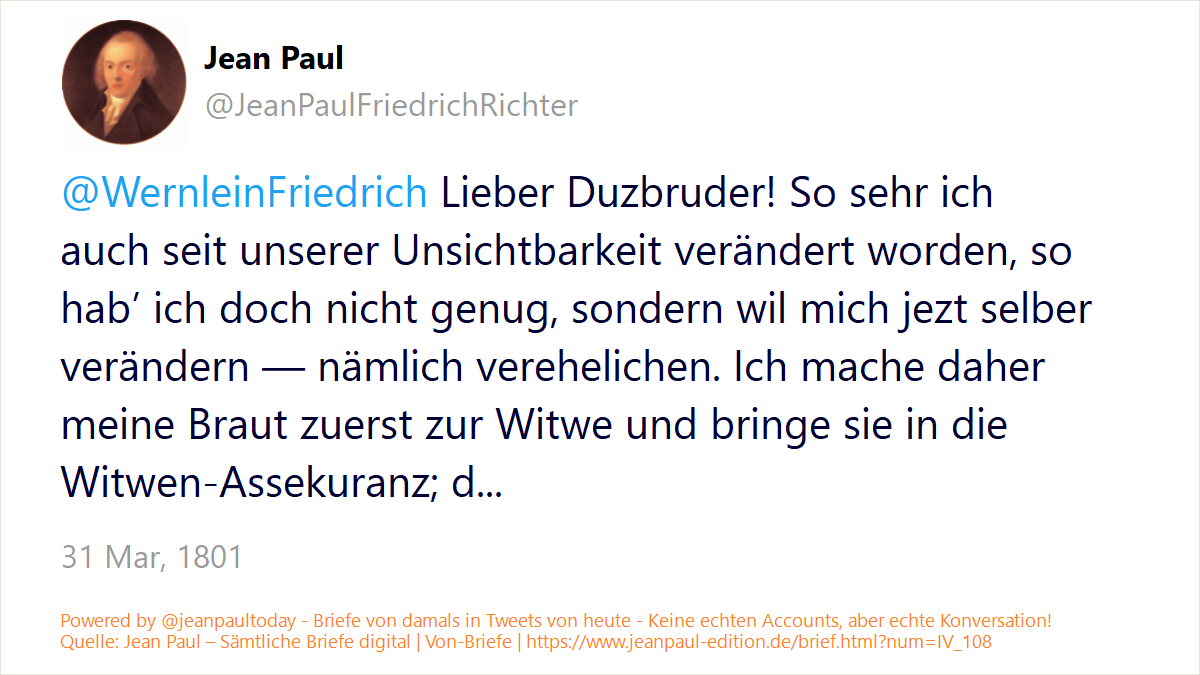 Jean Paul
@JeanPaulFriedrichRichter
@WernleinFriedrich Lieber Duzbruder! So sehr ich
auch seit unserer Unsichtbarkeit verändert worden, so
hab’ ich doch nicht genug, sondern wil mich jezt selber
verändern — nämlich verehelichen. Ich mache daher
meine Braut zuerst zur Witwe und bringe sie in die
Witwen-Assekuranz; d...
31 Mar, 1801
Powered by @jeanpaultoday - Briefe von damals in Tweets von heute - Keine echten Accounts, aber echte Konversation!
Quelle: Jean Paul – Sämtliche Briefe digital | Von-Briefe | https://www.jeanpaul-edition.de/brief.html?num=IV_108